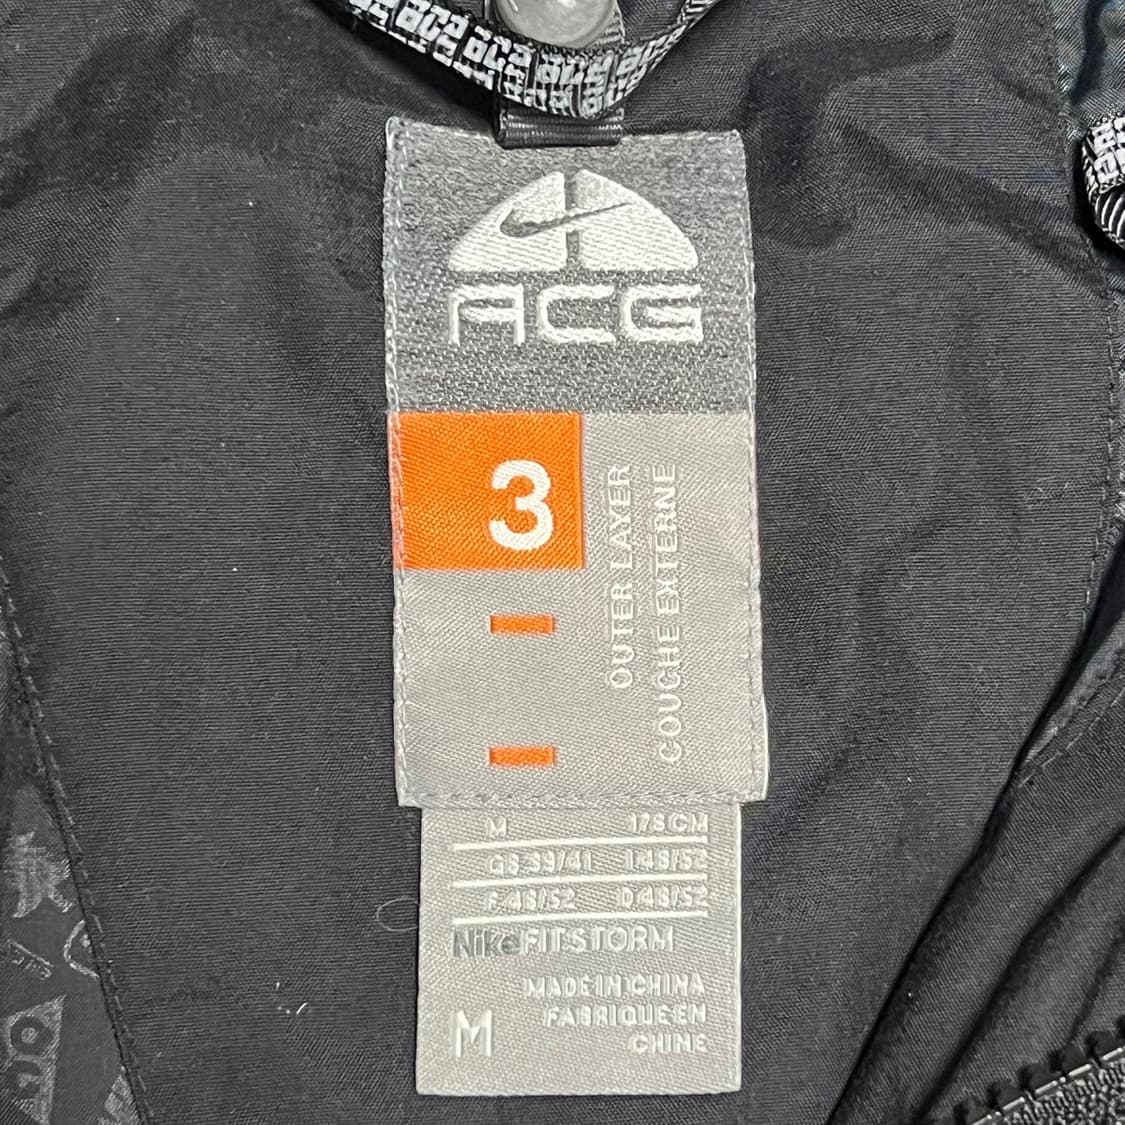 ACG
3
OUTER LAYER
COUCHE EXTERNE
M 178 CM
GB 39/41 I 48/52
F 48/52 D 48/52
NikeFITSTORM
MADE IN CHINA
FABRIQUE EN
CHINE
M